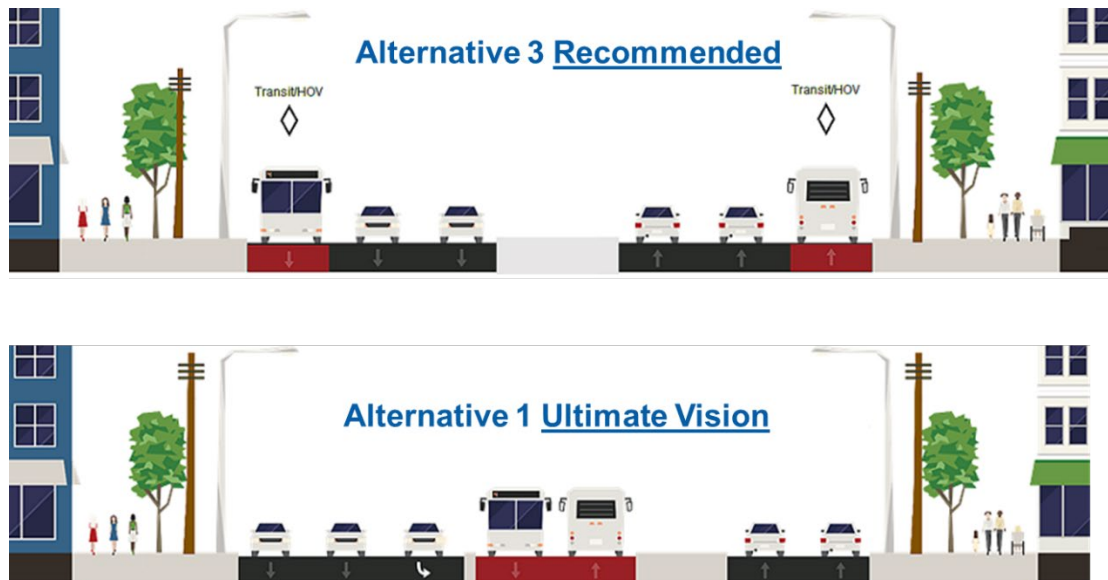 Alternative 3 Recommended
Transit/HOV
Transit/HOV
Alternative 1 Ultimate Vision